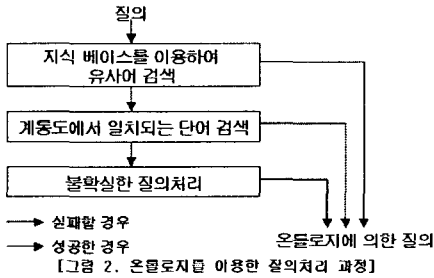 질의
지식 베이스를 이용하여
유사어 검색
계통도에서 일치되는 단어 검색
불확실한 질의처리
실패할 경우
성공한 경우
온톨로지에 의한 질의
[그림 2. 온톨로지를 이용한 질의처리 과정]